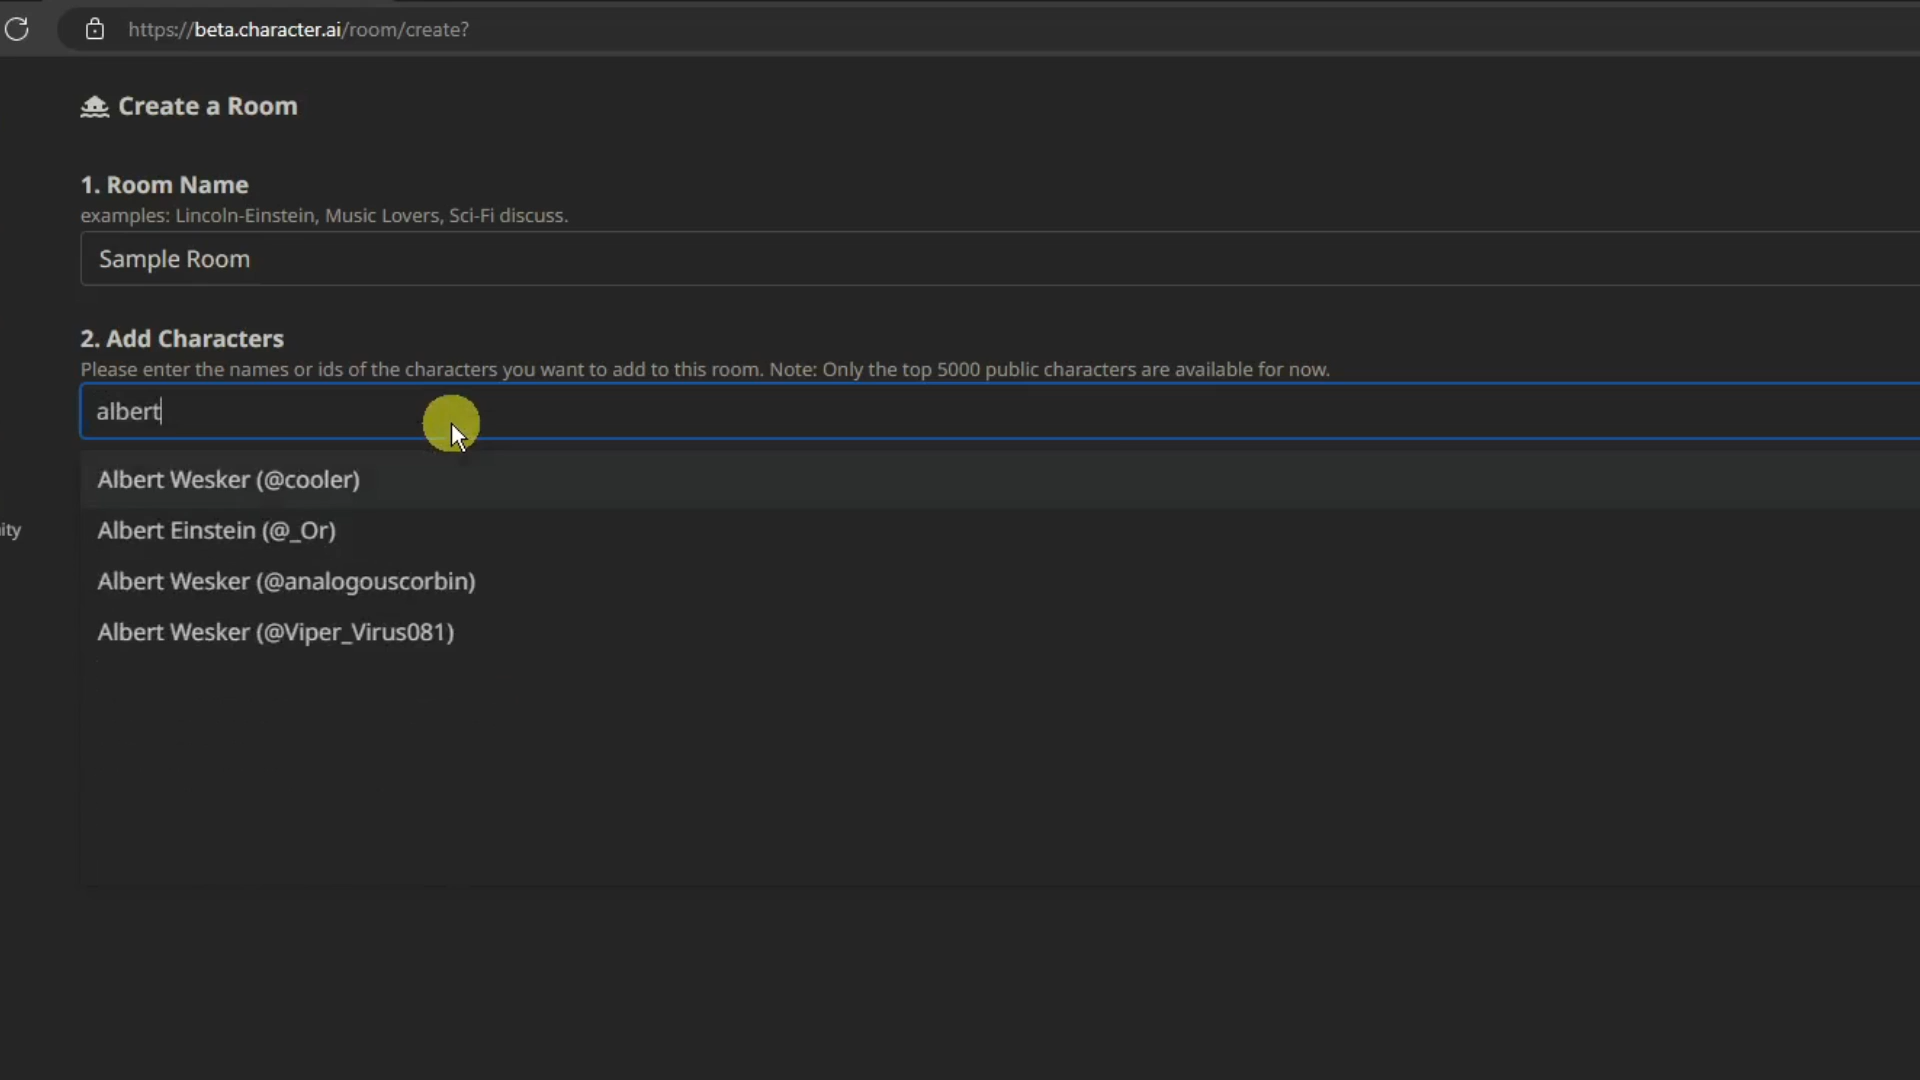 https://beta.character.ai/room/create?
Create a Room
1. Room Name
examples: Lincoln-Einstein, Music Lovers, Sci-Fi discuss.
Sample Room
2. Add Characters
Please enter the names or ids of the characters you want to add to this room. Note: Only the top 5000 public characters are available for now.
albert
Albert Wesker (@cooler)
Albert Einstein (@_Or)
ity
Albert Wesker (@analogouscorbin)
Albert Wesker (@Viper_Virus081)